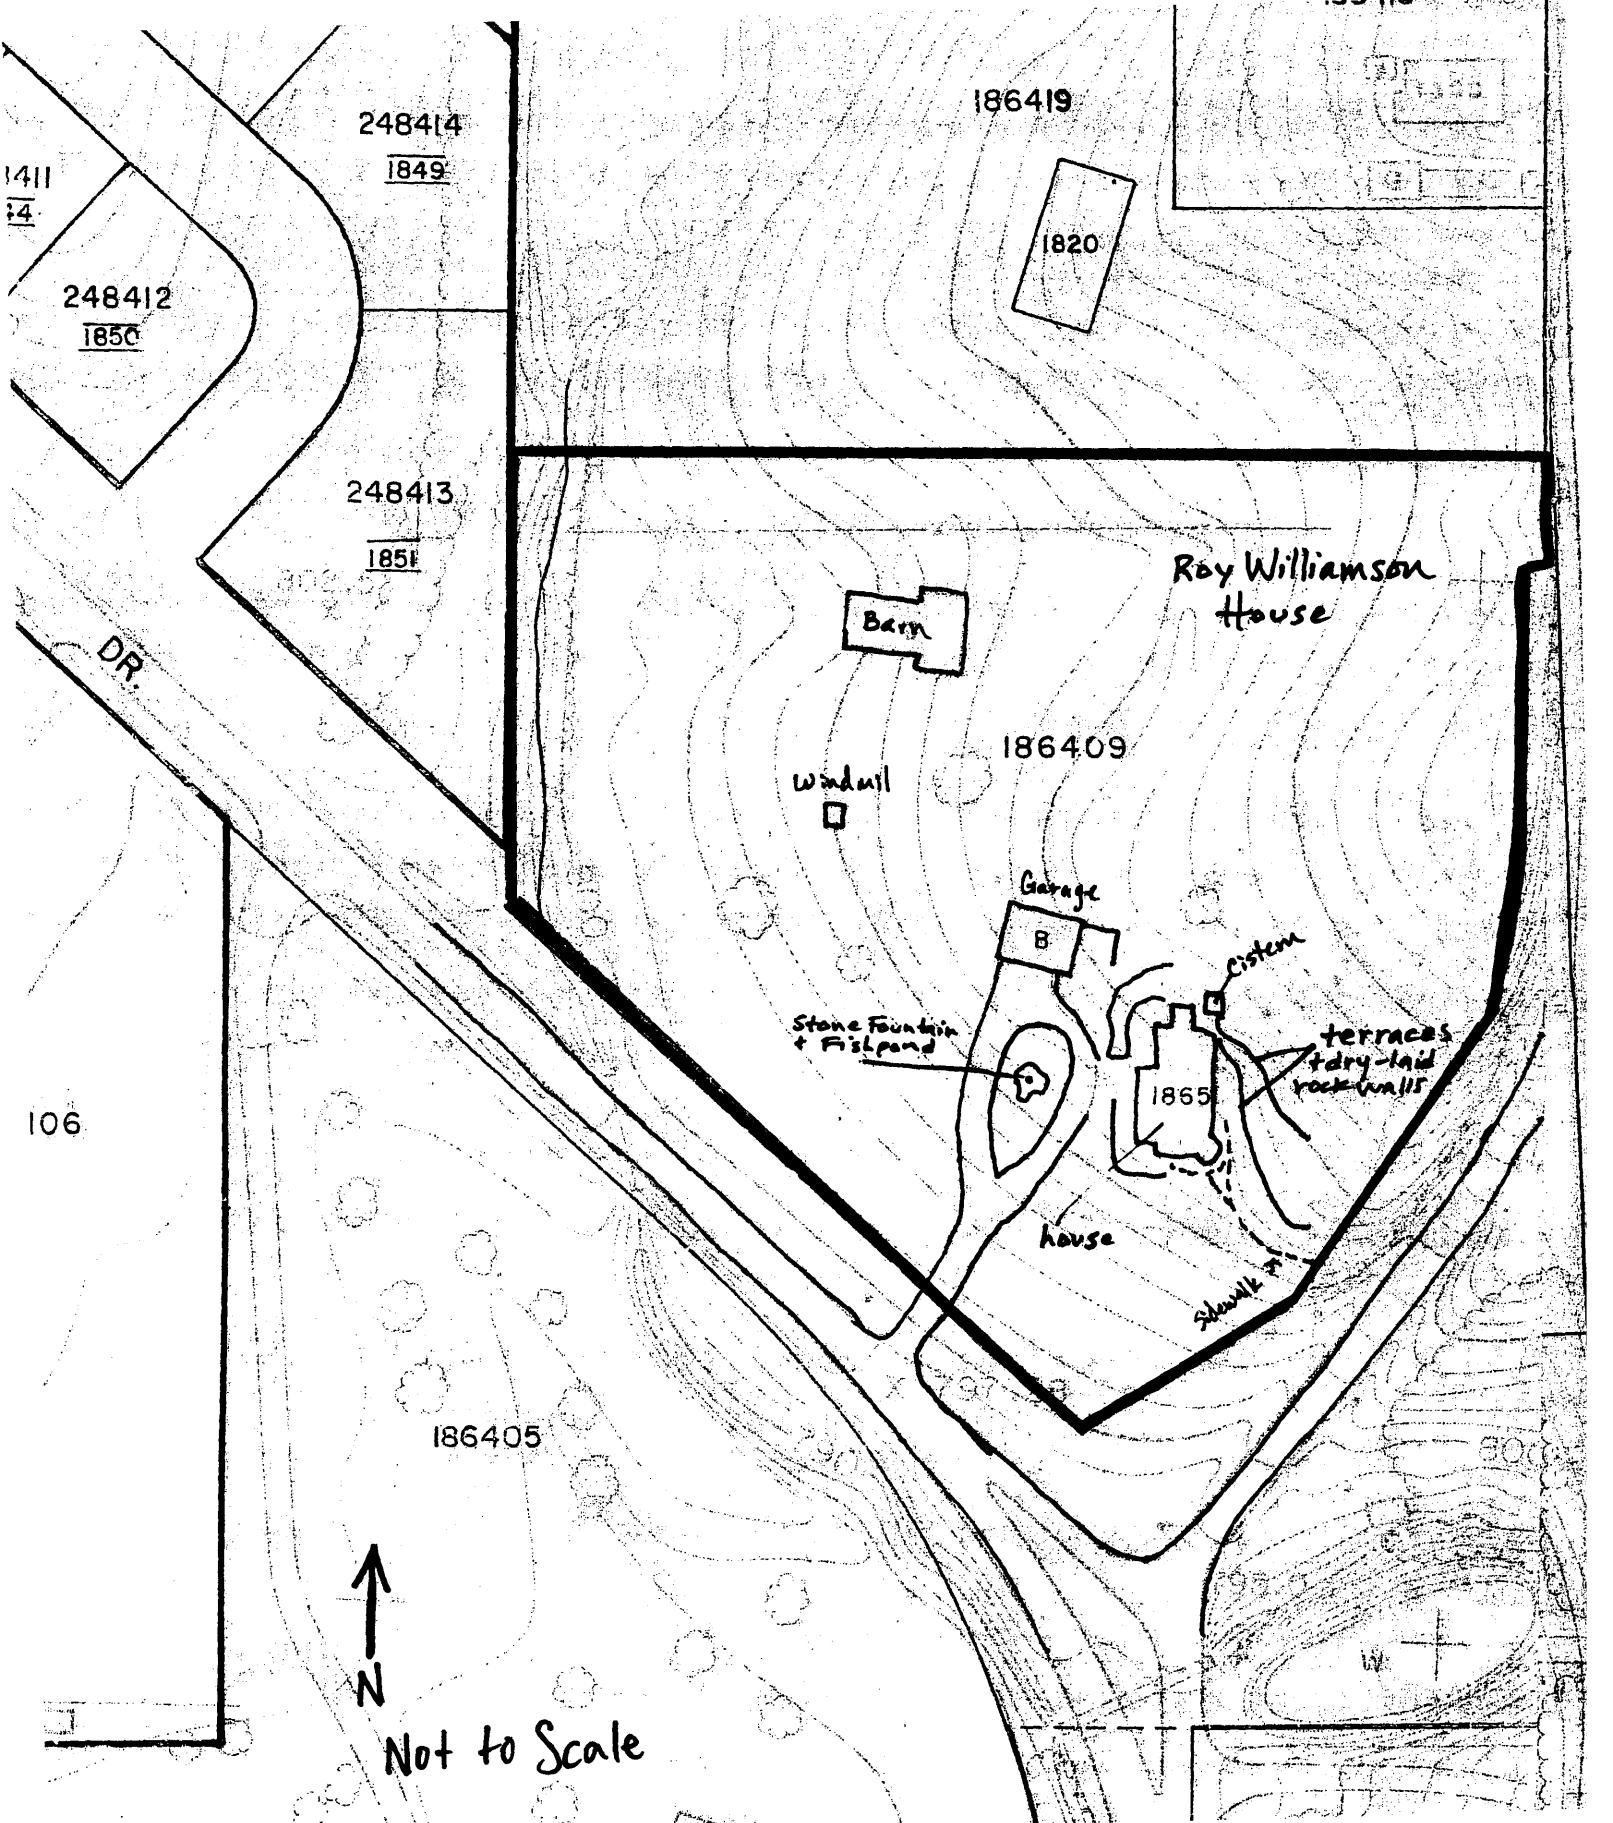 186419
248414
1849
1411
248412
1850
1820
248413
1851
Roy Williamson
House
Barn
DR.
186409
Windmill
Garage
B
Cistern
Stone Fountain
+ Fishpond
terraces
+ dry-laid
rock walls
1865
106
house
Sidewalk
186405
W
N
Not to Scale